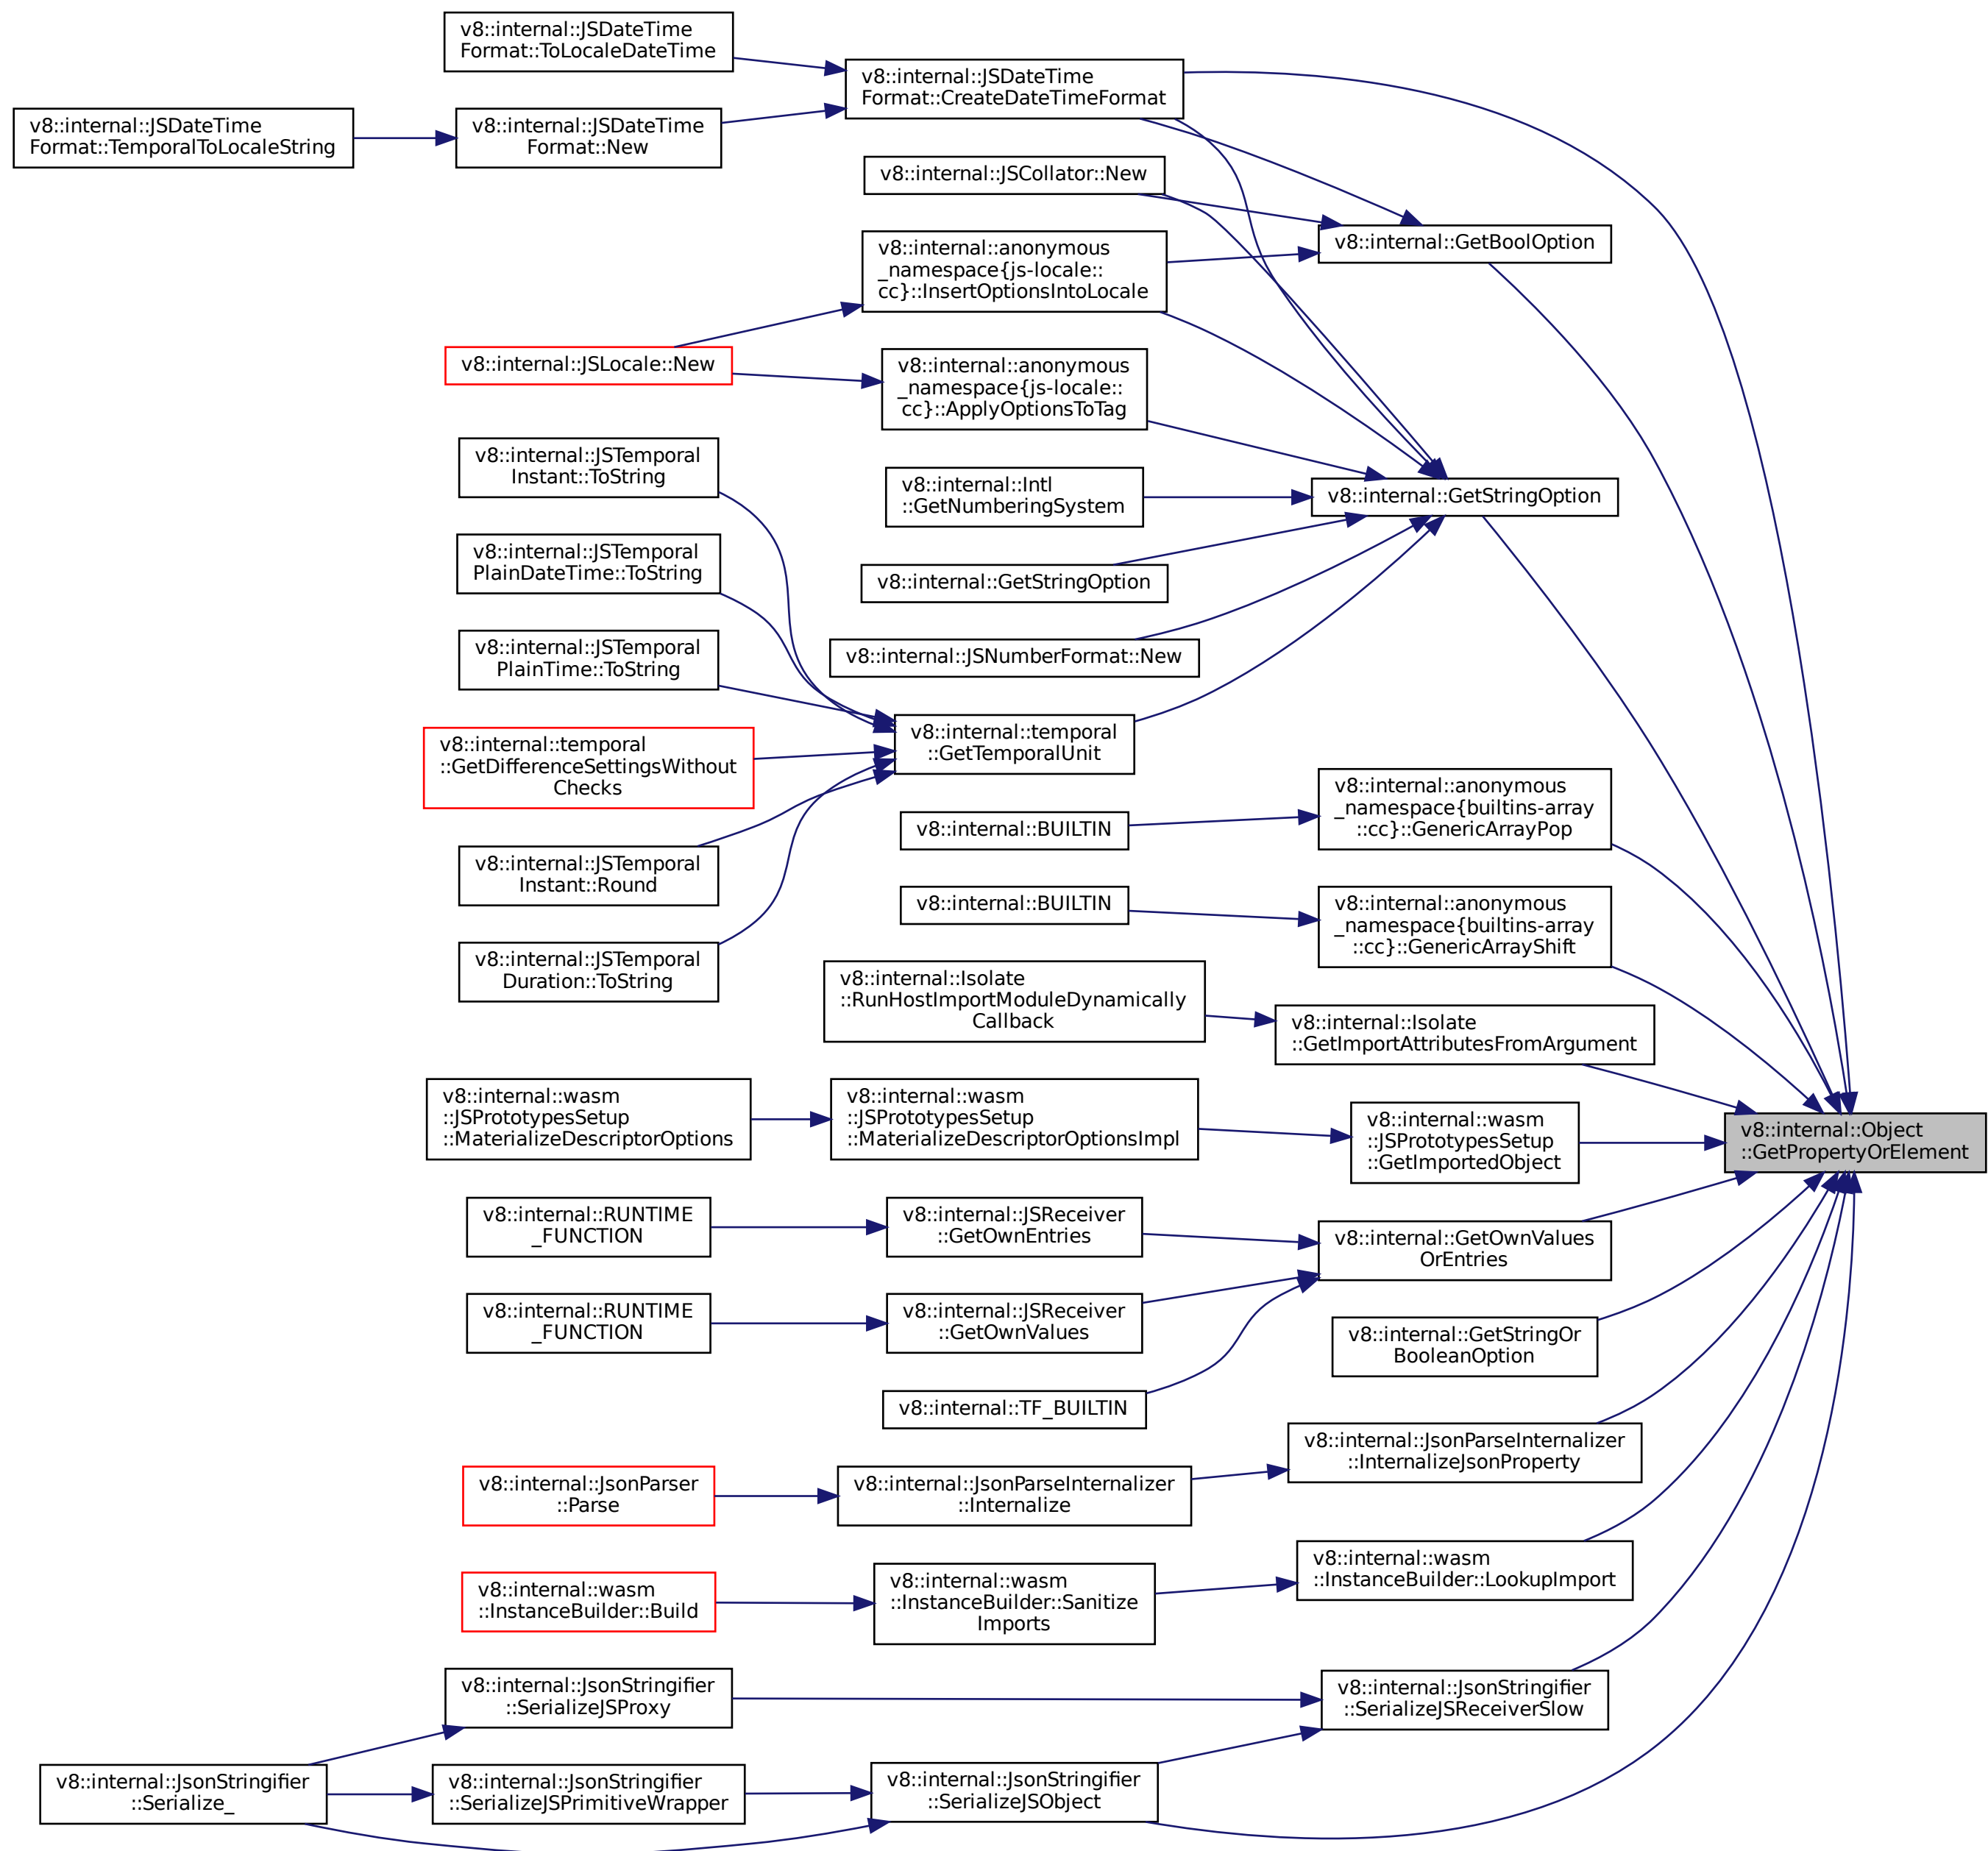 v8::internal::JSDateTime
Format::ToLocaleDateTime
v8::internal::JSDateTime
Format::CreateDateTimeFormat
v8::internal::JSDateTime
Format::TemporalToLocaleString
v8::internal::JSDateTime
Format::New
v8::internal::JSCollator::New
v8::internal::GetBoolOption
v8::internal::anonymous
_namespace{js-locale::
cc}::InsertOptionsIntoLocale
v8::internal::JSLocale::New
v8::internal::anonymous
_namespace{js-locale::
cc}::ApplyOptionsToTag
v8::internal::JSTemporal
Instant::ToString
v8::internal::Intl
::GetNumberingSystem
v8::internal::GetStringOption
v8::internal::JSTemporal
PlainDateTime::ToString
v8::internal::GetStringOption
v8::internal::JSTemporal
PlainTime::ToString
v8::internal::JSNumberFormat::New
v8::internal::temporal
::GetDifferenceSettingsWithout
Checks
v8::internal::temporal
::GetTemporalUnit
v8::internal::JSTemporal
Instant::Round
v8::internal::BUILTIN
v8::internal::anonymous
_namespace{builtins-array
::cc}::GenericArrayPop
v8::internal::JSTemporal
Duration::ToString
v8::internal::BUILTIN
v8::internal::anonymous
_namespace{builtins-array
::cc}::GenericArrayShift
v8::internal::Isolate
::RunHostImportModuleDynamically
Callback
v8::internal::Isolate
::GetImportAttributesFromArgument
v8::internal::wasm
::JSPrototypesSetup
::MaterializeDescriptorOptions
v8::internal::wasm
::JSPrototypesSetup
::MaterializeDescriptorOptionsImpl
v8::internal::wasm
::JSPrototypesSetup
::GetImportedObject
v8::internal::Object
::GetPropertyOrElement
v8::internal::RUNTIME
_FUNCTION
v8::internal::JSReceiver
::GetOwnEntries
v8::internal::GetOwnValues
OrEntries
v8::internal::RUNTIME
_FUNCTION
v8::internal::JSReceiver
::GetOwnValues
v8::internal::GetStringOr
BooleanOption
v8::internal::TF_BUILTIN
v8::internal::JsonParseInternalizer
::InternalizeJsonProperty
v8::internal::JsonParser
::Parse
v8::internal::JsonParseInternalizer
::Internalize
v8::internal::wasm
::InstanceBuilder::LookupImport
v8::internal::wasm
::InstanceBuilder::Build
v8::internal::wasm
::InstanceBuilder::Sanitize
Imports
v8::internal::JsonStringifier
::SerializeJSProxy
v8::internal::JsonStringifier
::SerializeJSReceiverSlow
v8::internal::JsonStringifier
::Serialize_
v8::internal::JsonStringifier
::SerializeJSPrimitiveWrapper
v8::internal::JsonStringifier
::SerializeJSObject